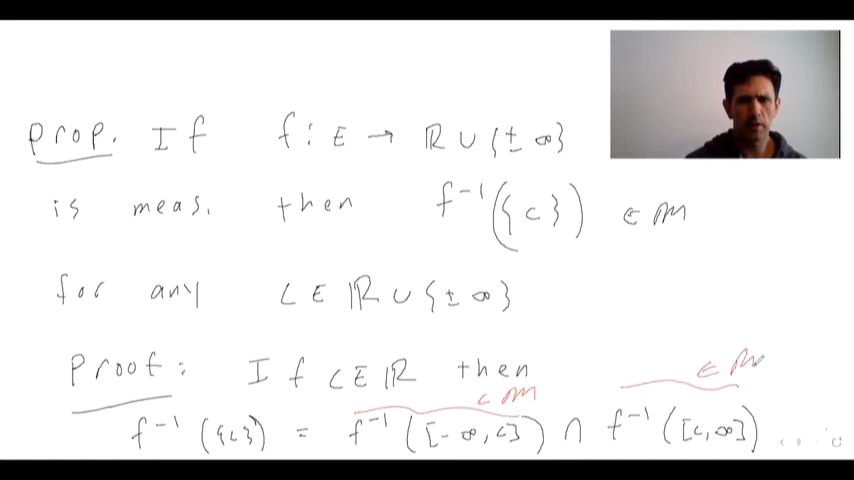 Prop. If f: E → ℝ ∪ {± ∞}
is meas. then f⁻¹({c}) ∈ M
for any c ∈ ℝ ∪ {± ∞}
Proof: If c ∈ ℝ then
∈ M ∈ M
f⁻¹({c}) = f⁻¹([-∞, c]) ∩ f⁻¹([c, ∞])